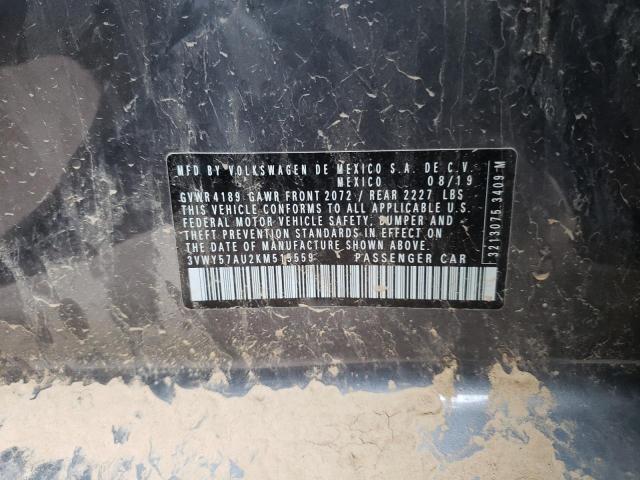 MFD BY VOLKSWAGEN DE MEXICO S.A. DE C.V.
MEXICO 08/19
GVWR 4189 GAWR FRONT 2072 / REAR 2227 LBS
THIS VEHICLE CONFORMS TO ALL APPLICABLE U.S.
FEDERAL MOTOR VEHICLE SAFETY, BUMPER AND
THEFT PREVENTION STANDARDS IN EFFECT ON
THE DATE OF MANUFACTURE SHOWN ABOVE.
3VWY57AU2KM515559 PASSENGER CAR
3213075 3409 M